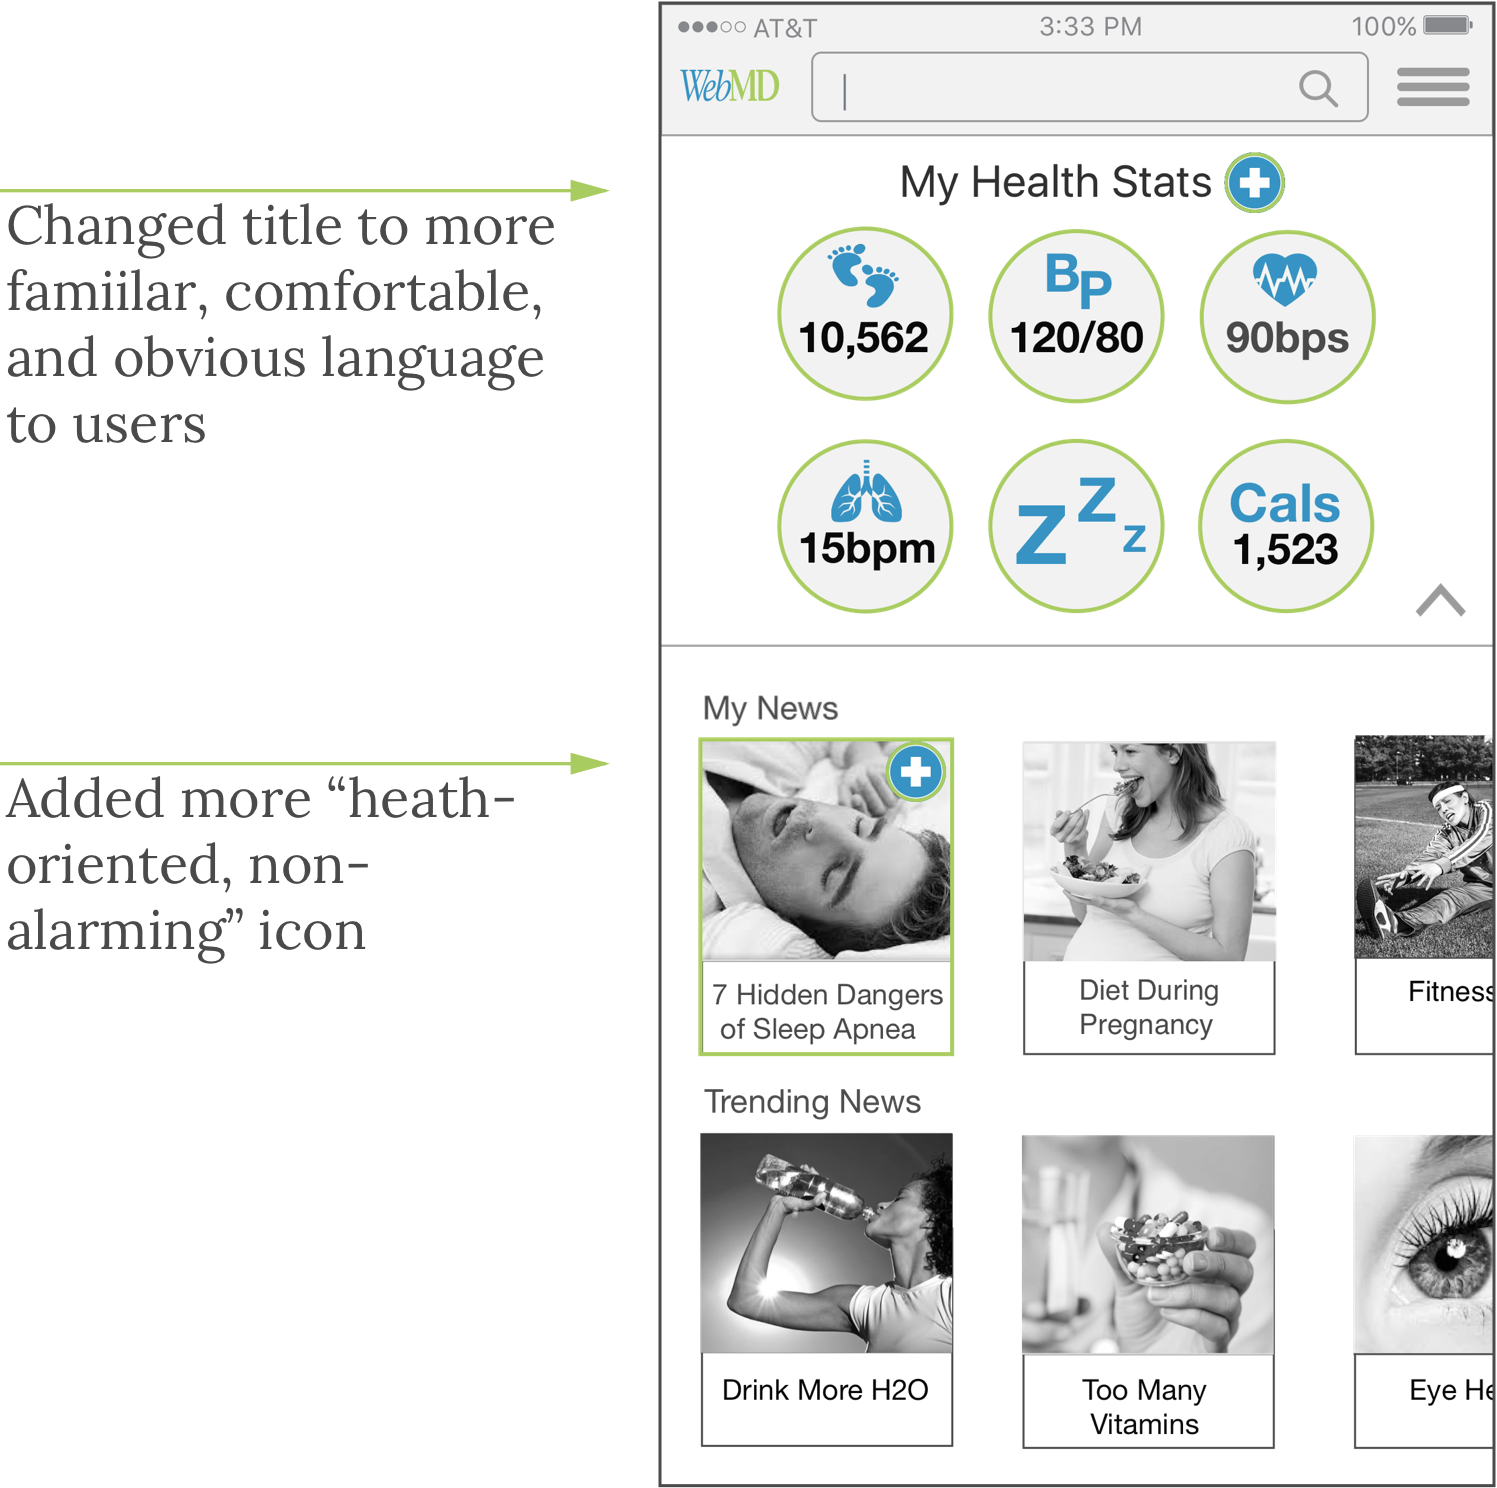 AT&T 3:33 PM 100%
WebMD
My Health Stats
Changed title to more
famiilar, comfortable,
and obvious language
to users
10,562
BP
120/80
90bps
15bpm
Z Z Z
Cals
1,523
My News
Added more “heath-
oriented, non-
alarming” icon
7 Hidden Dangers
of Sleep Apnea
Diet During
Pregnancy
Fitness
Trending News
Drink More H2O
Too Many
Vitamins
Eye He